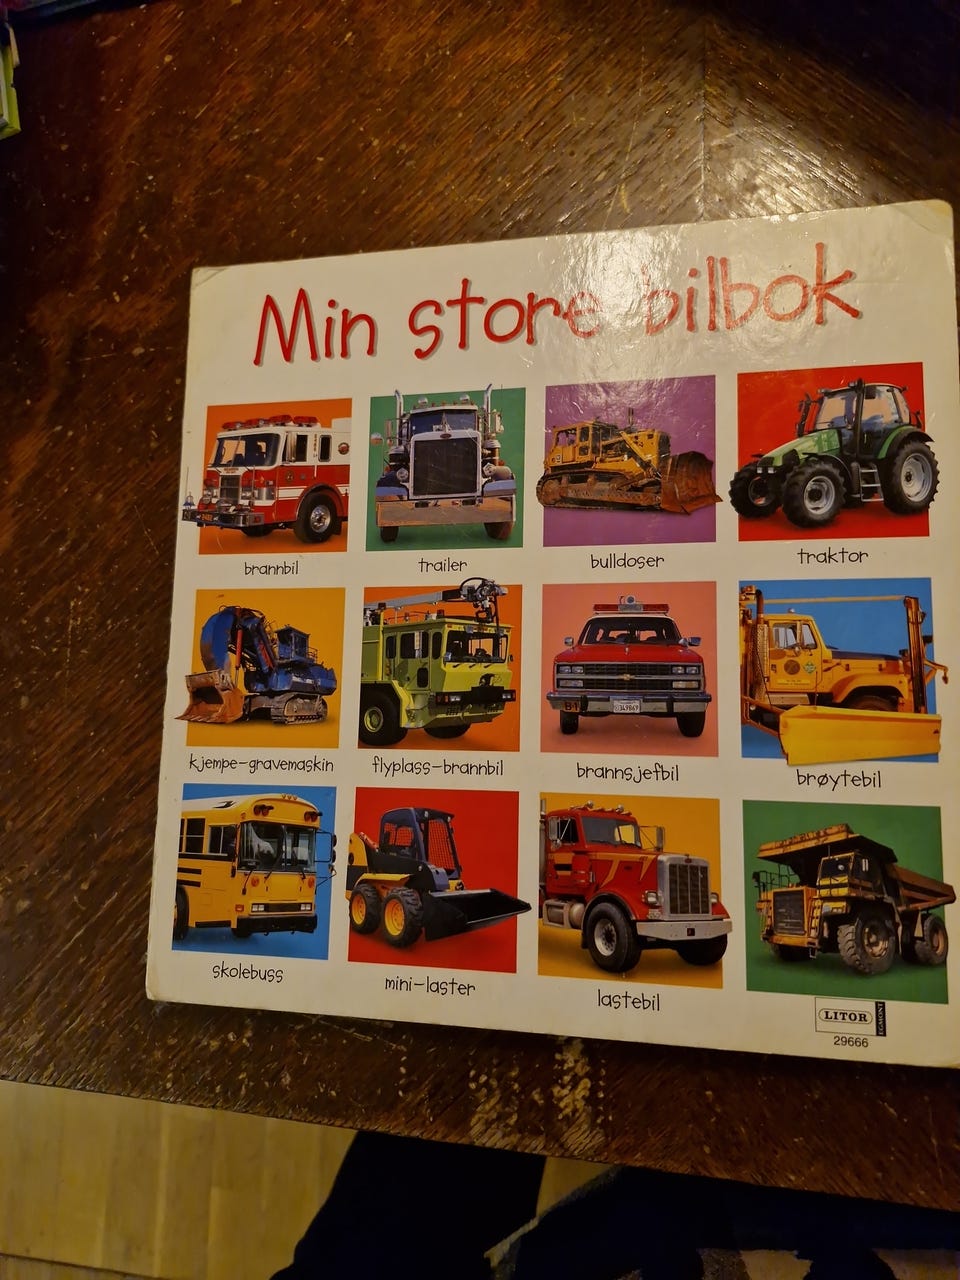 Min store bilbok
brannbil
trailer
bulldoser
traktor
kjempe-gravemaskin
flyplass-brannbil
brannsjefbil
brøytebil
skolebuss
mini-laster
lastebil
LITOR
EGMONT
29666